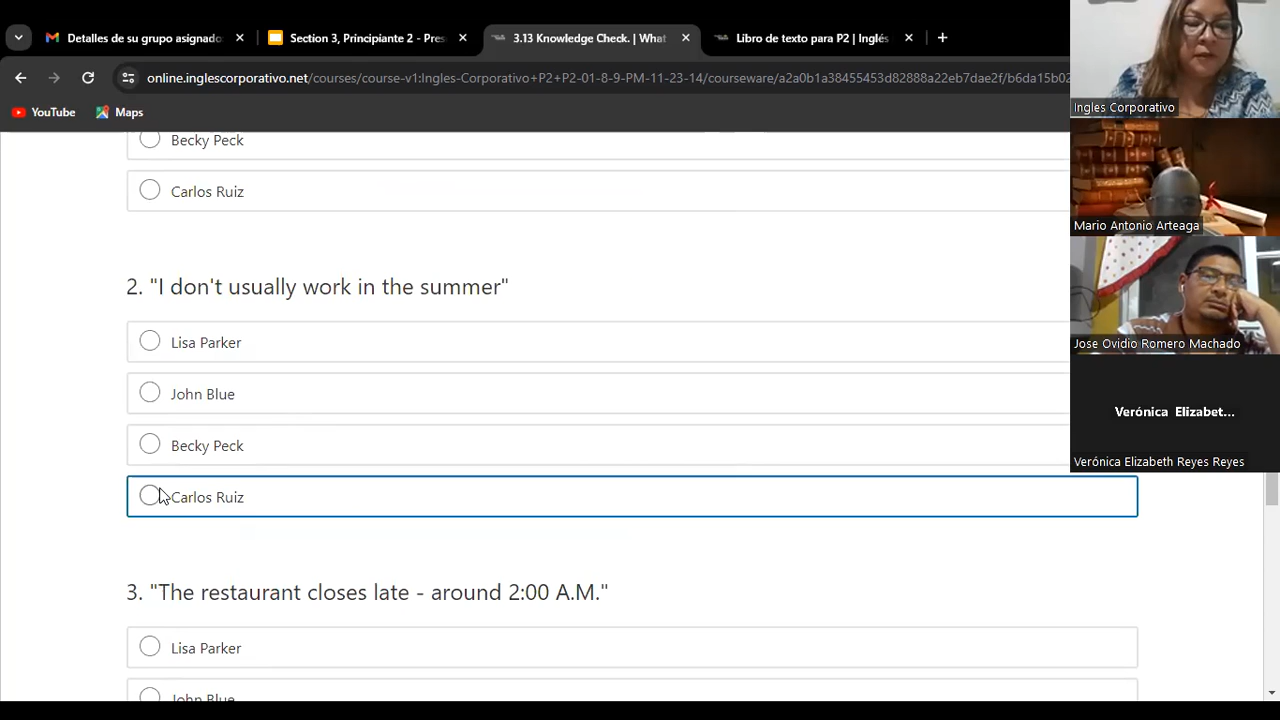 Detalles de su grupo asignado
Section 3, Principiante 2 - Pres
3.13 Knowledge Check. | What
Libro de texto para P2 | Inglés
online.inglescorporativo.net/courses/course-v1:Ingles-Corporativo+P2+P2-01-8-9-PM-11-23-14/courseware/a2a0b1a38455453d82888a22eb7dae2f/b6da15b02
YouTube
Maps
Becky Peck
Carlos Ruiz
2. "I don't usually work in the summer"
Lisa Parker
John Blue
Becky Peck
Carlos Ruiz
3. "The restaurant closes late - around 2:00 A.M."
Lisa Parker
John Blue
Ingles Corporativo
Mario Antonio Arteaga
Jose Ovidio Romero Machado
Verónica Elizabet...
Verónica Elizabeth Reyes Reyes